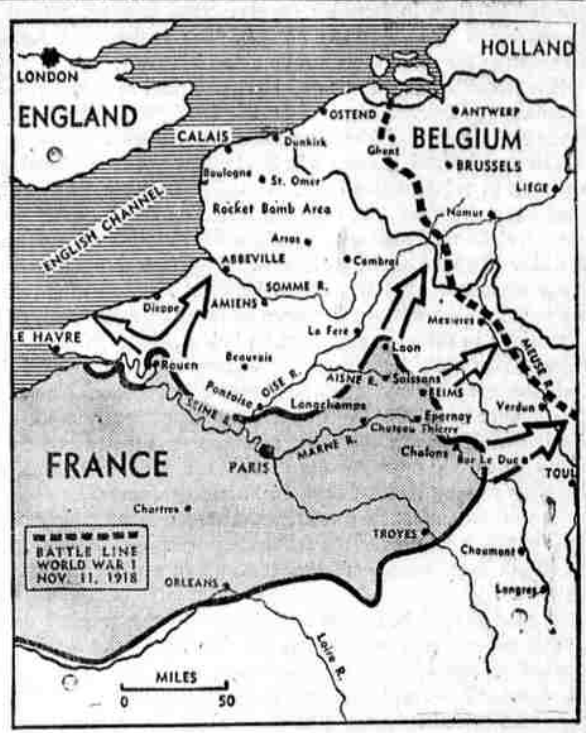 HOLLAND
LONDON
ENGLAND
OSTEND
ANTWERP
CALAIS
Dunkirk
Ghent
BELGIUM
BRUSSELS
Boulogne
St. Omer
LIEGE
Rocket Bomb Area
Namur
ENGLISH CHANNEL
Arras
ABBEVILLE
Cambrai
SOMME R.
Dieppe
AMIENS
Mezieres
LE HAVRE
La Fere
MEUSE R.
Rouen
Beauvais
Laon
OISE R.
AISNE R.
Soissons
REIMS
Pontoise
Longchamps
Verdun
SEINE R.
Epernay
Chateau Thierry
MARNE R.
PARIS
Chalons
Bar Le Duc
FRANCE
TOUL
Chartres
TROYES
Chaumont
BATTLE LINE
WORLD WAR I
NOV. 11, 1918
ORLEANS
Langres
Loire R.
MILES
0 50